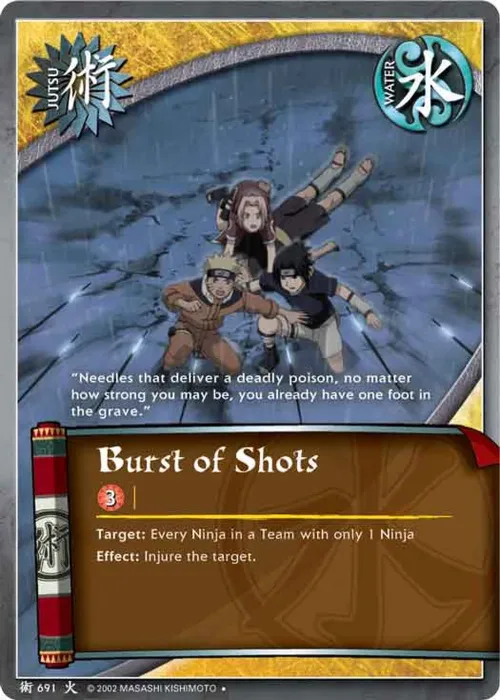 JUTSU
術
WATER
水
"Needles that deliver a deadly poison, no matter
how strong you may be, you already have one foot in
the grave."
Burst of Shots
3
Target: Every Ninja in a Team with only 1 Ninja
Effect: Injure the target.
術
術 691 火 © 2002 MASASHI KISHIMOTO